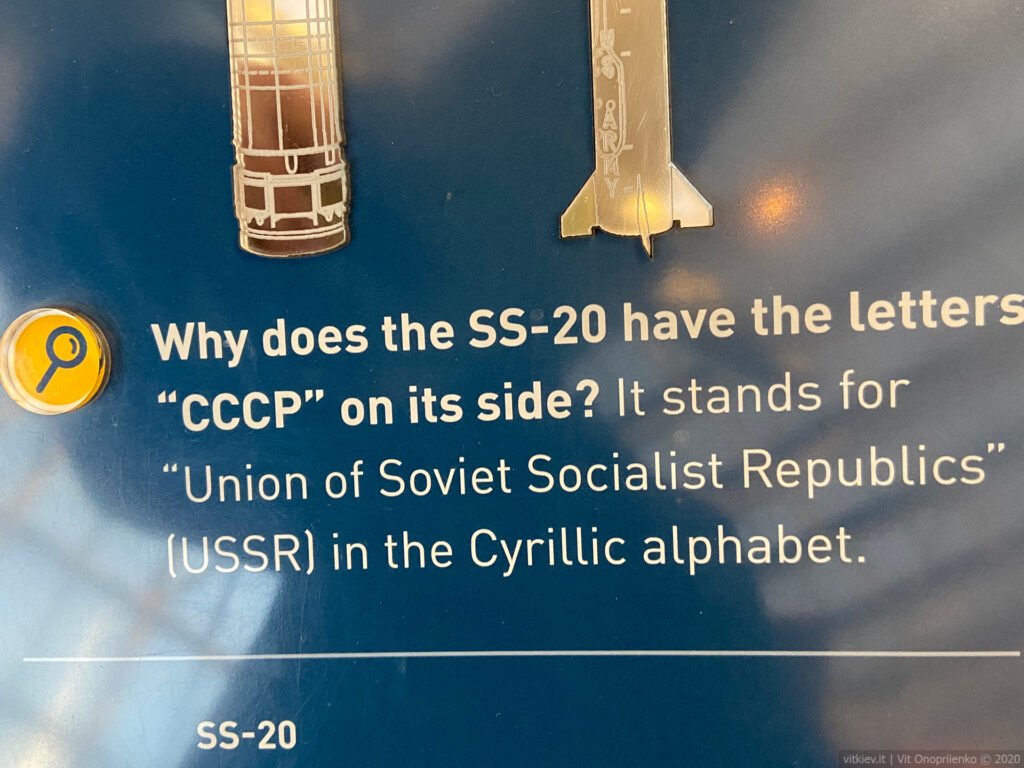 U.S. ARMY
Why does the SS-20 have the letters
“CCCP” on its side? It stands for
“Union of Soviet Socialist Republics”
(USSR) in the Cyrillic alphabet.
SS-20
vitkiev.it | Vit Onopriienko © 2020